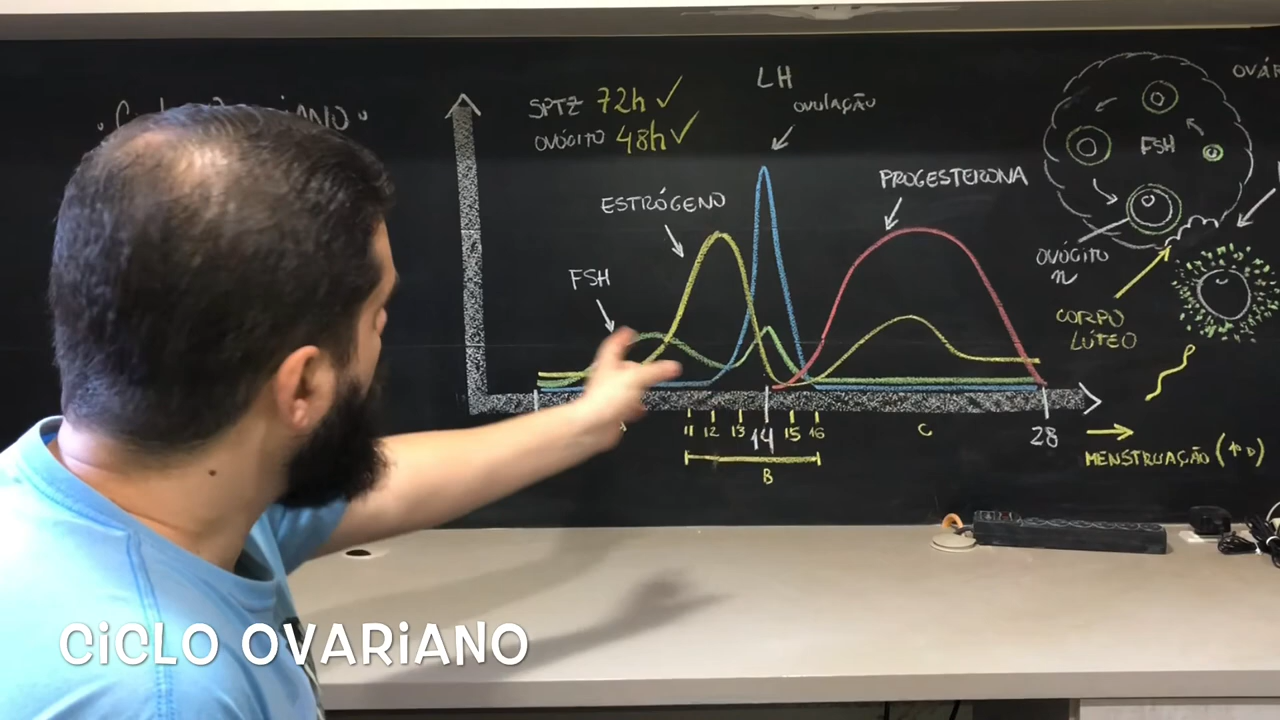 SPTZ 72h ✓
OVÓCITO 48h ✓
LH
OVULAÇÃO
ESTRÓGENO
FSH
PROGESTERONA
FSH
OVÓCITO
n
CORPO
LÚTEO
11 12 13 14 15 16
B
C
28
MENSTRUAÇÃO (1º D)
CiCLO OVARiANO